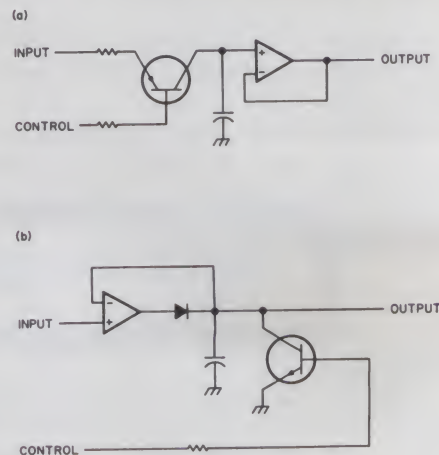 (a)
INPUT
OUTPUT
CONTROL
(b)
INPUT
OUTPUT
CONTROL